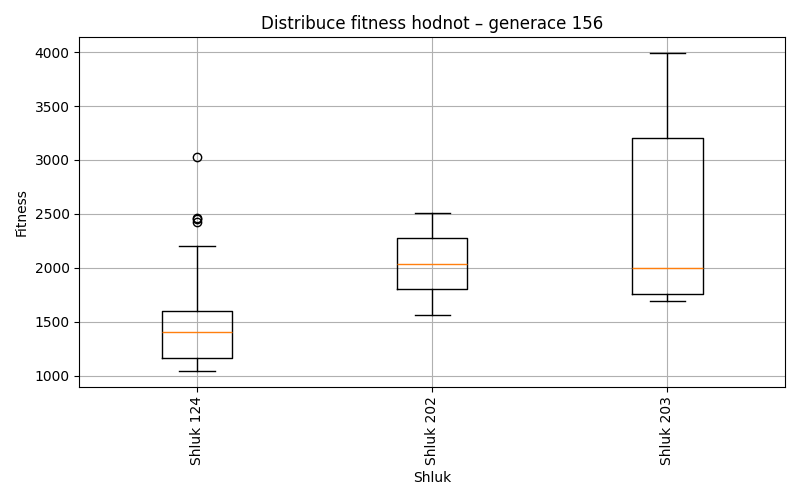 Distribuce fitness hodnot – generace 156
Fitness
4000
3500
3000
2500
2000
1500
1000
Shluk 124
Shluk 202
Shluk 203
Shluk